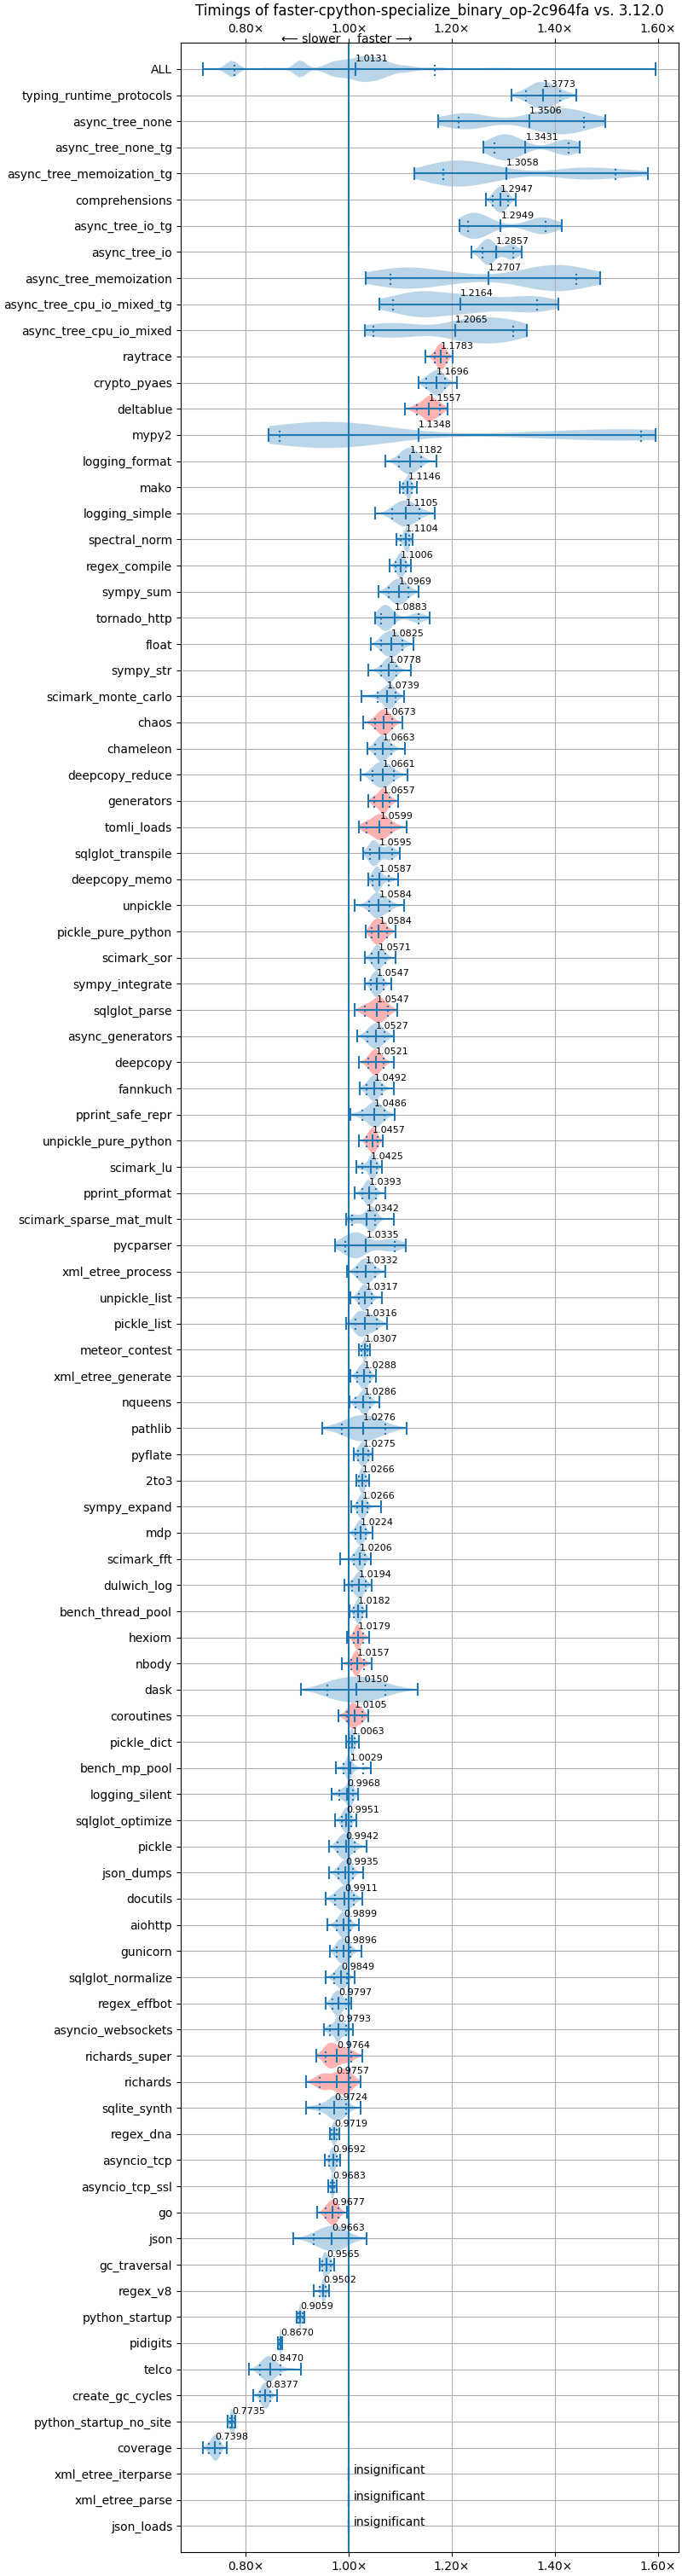 Timings of faster-cpython-specialize_binary_op-2c964fa vs. 3.12.0
0.80× 1.00× 1.20× 1.40× 1.60×
⟵ slower faster ⟶
ALL 1.0131
typing_runtime_protocols 1.3773
async_tree_none 1.3506
async_tree_none_tg 1.3431
async_tree_memoization_tg 1.3058
comprehensions 1.2947
async_tree_io_tg 1.2949
async_tree_io 1.2857
async_tree_memoization 1.2707
async_tree_cpu_io_mixed_tg 1.2164
async_tree_cpu_io_mixed 1.2065
raytrace 1.1783
crypto_pyaes 1.1696
deltablue 1.1557
mypy2 1.1348
logging_format 1.1182
mako 1.1146
logging_simple 1.1105
spectral_norm 1.1104
regex_compile 1.1006
sympy_sum 1.0969
tornado_http 1.0883
float 1.0825
sympy_str 1.0778
scimark_monte_carlo 1.0739
chaos 1.0673
chameleon 1.0663
deepcopy_reduce 1.0661
generators 1.0657
tomli_loads 1.0599
sqlglot_transpile 1.0595
deepcopy_memo 1.0587
unpickle 1.0584
pickle_pure_python 1.0584
scimark_sor 1.0571
sympy_integrate 1.0547
sqlglot_parse 1.0547
async_generators 1.0527
deepcopy 1.0521
fannkuch 1.0492
pprint_safe_repr 1.0486
unpickle_pure_python 1.0457
scimark_lu 1.0425
pprint_pformat 1.0393
scimark_sparse_mat_mult 1.0342
pycparser 1.0335
xml_etree_process 1.0332
unpickle_list 1.0317
pickle_list 1.0316
meteor_contest 1.0307
xml_etree_generate 1.0288
nqueens 1.0286
pathlib 1.0276
pyflate 1.0275
2to3 1.0266
sympy_expand 1.0266
mdp 1.0224
scimark_fft 1.0206
dulwich_log 1.0194
bench_thread_pool 1.0182
hexiom 1.0179
nbody 1.0157
dask 1.0150
coroutines 1.0105
pickle_dict 1.0063
bench_mp_pool 1.0029
logging_silent 0.9968
sqlglot_optimize 0.9951
pickle 0.9942
json_dumps 0.9935
docutils 0.9911
aiohttp 0.9899
gunicorn 0.9896
sqlglot_normalize 0.9849
regex_effbot 0.9797
asyncio_websockets 0.9793
richards_super 0.9764
richards 0.9757
sqlite_synth 0.9724
regex_dna 0.9719
asyncio_tcp 0.9692
asyncio_tcp_ssl 0.9683
go 0.9677
json 0.9663
gc_traversal 0.9565
regex_v8 0.9502
python_startup 0.9059
pidigits 0.8670
telco 0.8470
create_gc_cycles 0.8377
python_startup_no_site 0.7735
coverage 0.7398
xml_etree_iterparse insignificant
xml_etree_parse insignificant
json_loads insignificant
0.80× 1.00× 1.20× 1.40× 1.60×